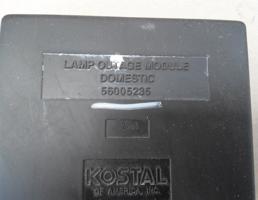 LAMP OUTAGE MODULE
DOMESTIC
56005235
KOSTAL
OF AMERICA, INC.